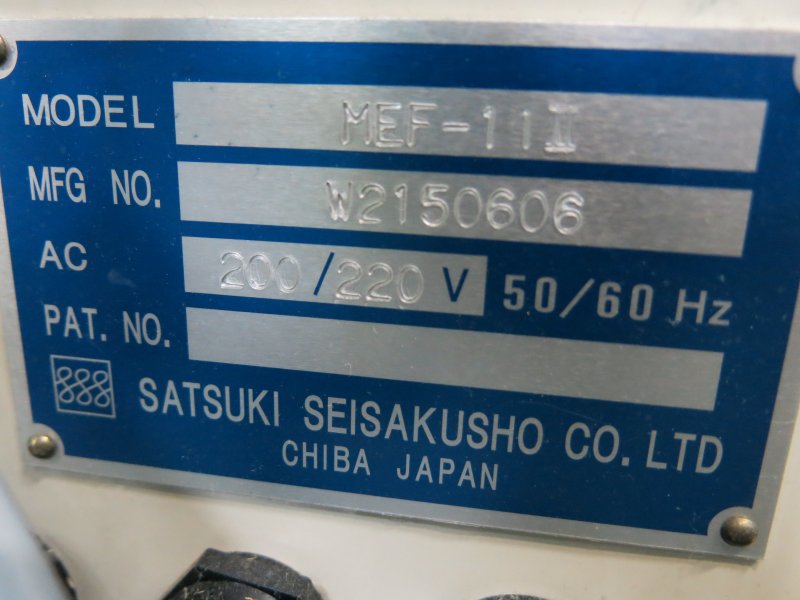 MODEL MEF-11II
MFG NO. W2150606
AC 200/220 V 50/60 Hz
PAT. NO.
SATSUKI SEISAKUSHO CO. LTD
CHIBA JAPAN